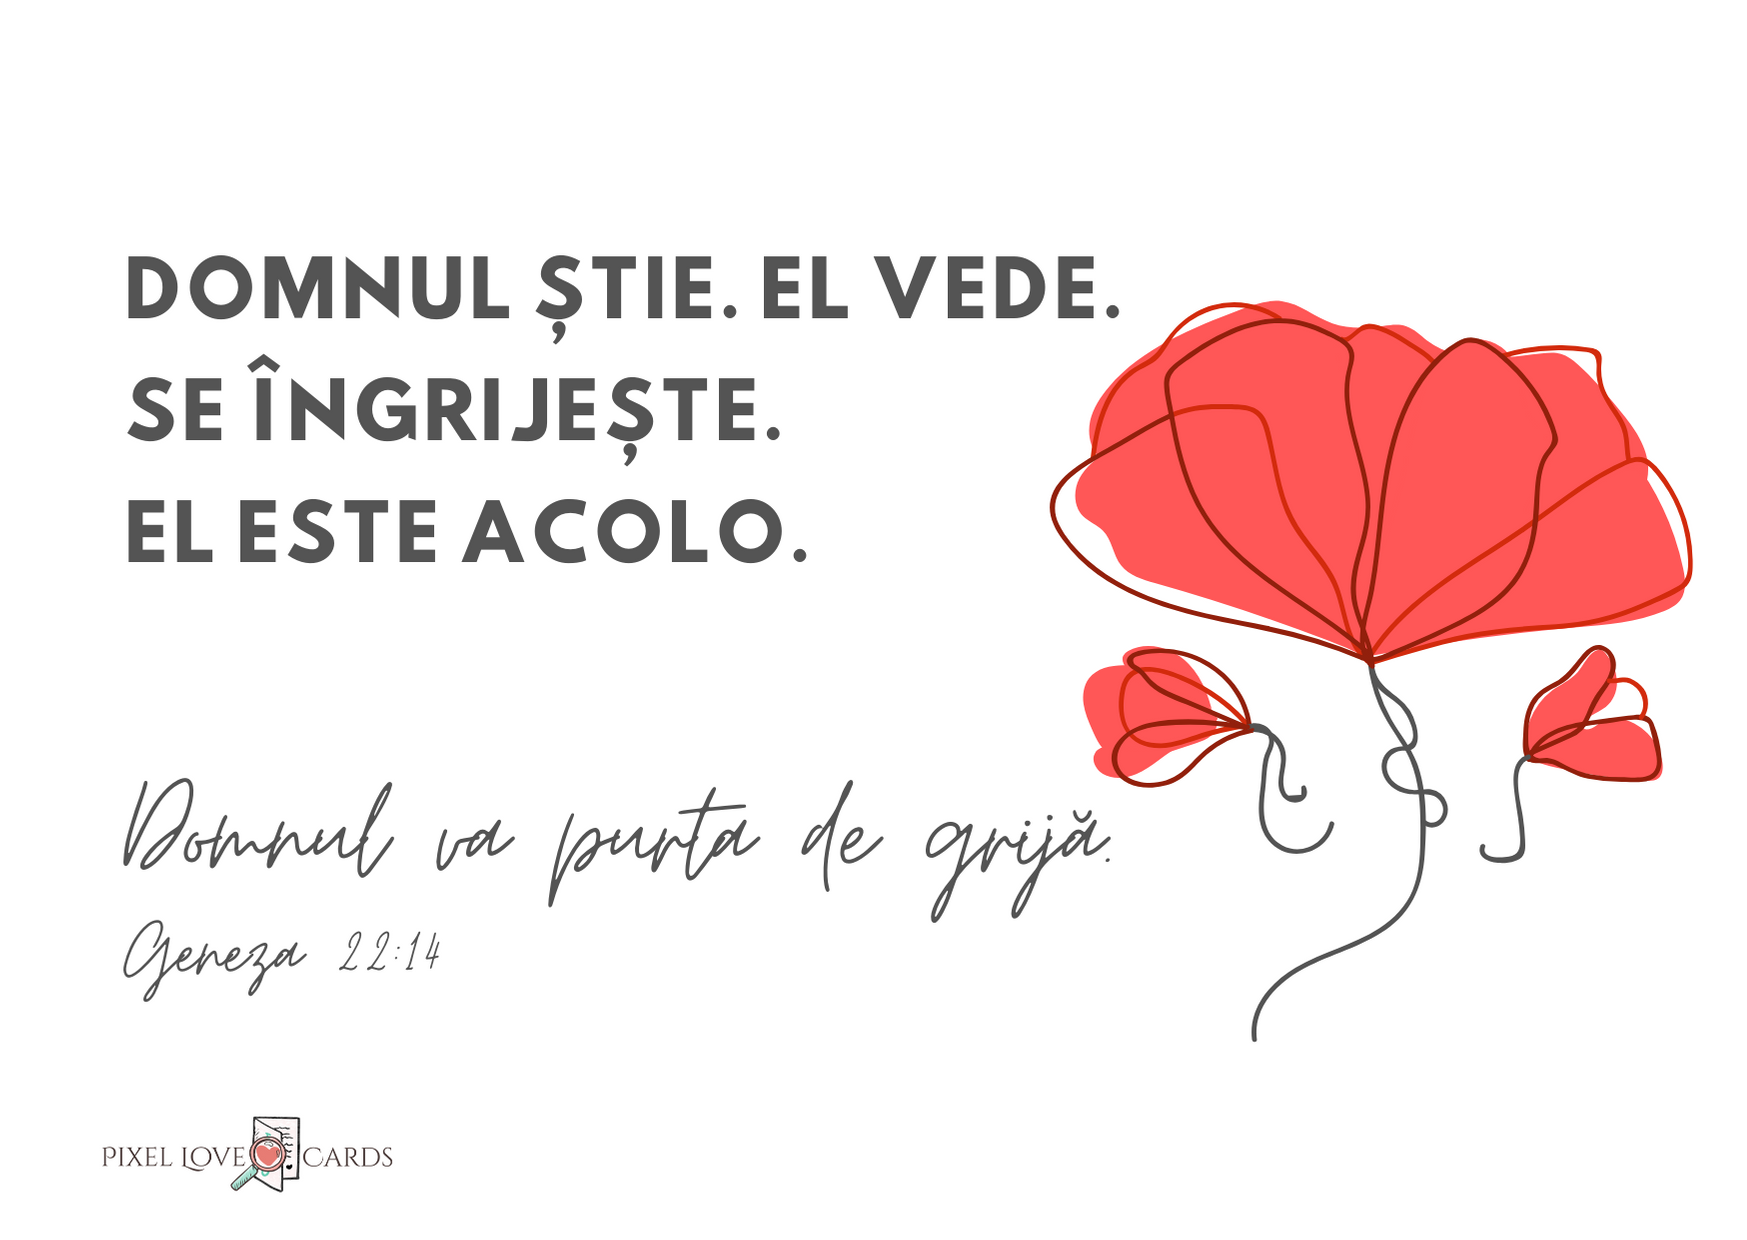 DOMNUL ȘTIE. EL VEDE.
SE ÎNGRIJEȘTE.
EL ESTE ACOLO.
Domnul va purta de grijă.
Geneza 22:14
PIXEL LOVE CARDS